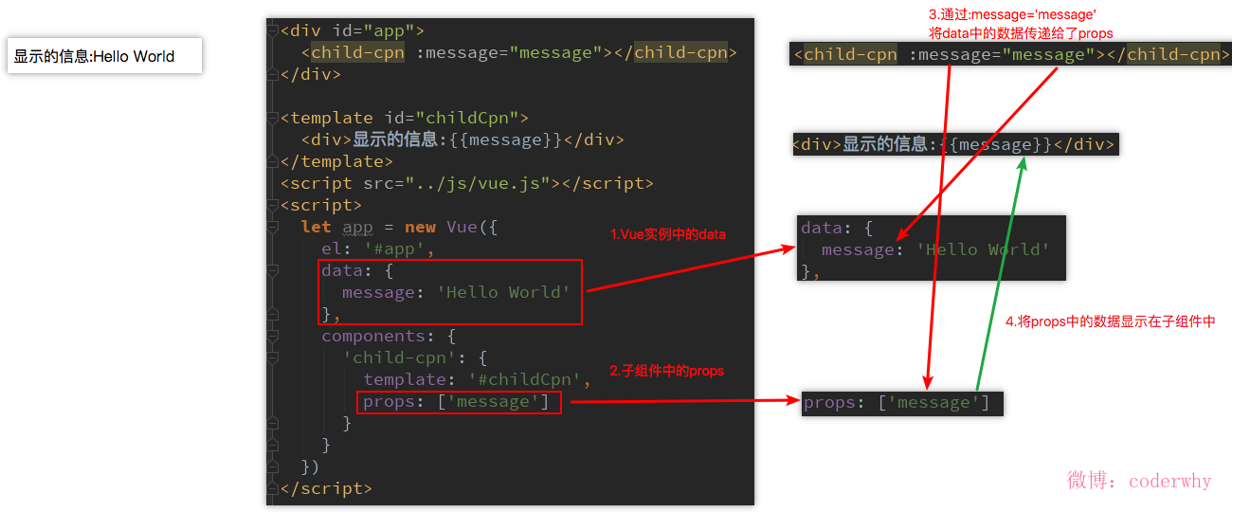 显示的信息:Hello World
<div id="app">
<child-cpn :message="message"></child-cpn>
</div>
<template id="childCpn">
<div>显示的信息:{{message}}</div>
</template>
<script src="../js/vue.js"></script>
<script>
let app = new Vue({
el: '#app',
data: {
message: 'Hello World'
},
components: {
'child-cpn': {
template: '#childCpn',
props: ['message']
}
}
})
</script>
1.Vue实例中的data
2.子组件中的props
3.通过:message='message'
将data中的数据传递给了props
<child-cpn :message="message"></child-cpn>
<div>显示的信息:{{message}}</div>
data: {
message: 'Hello World'
},
4.将props中的数据显示在子组件中
props: ['message']
微博：coderwhy